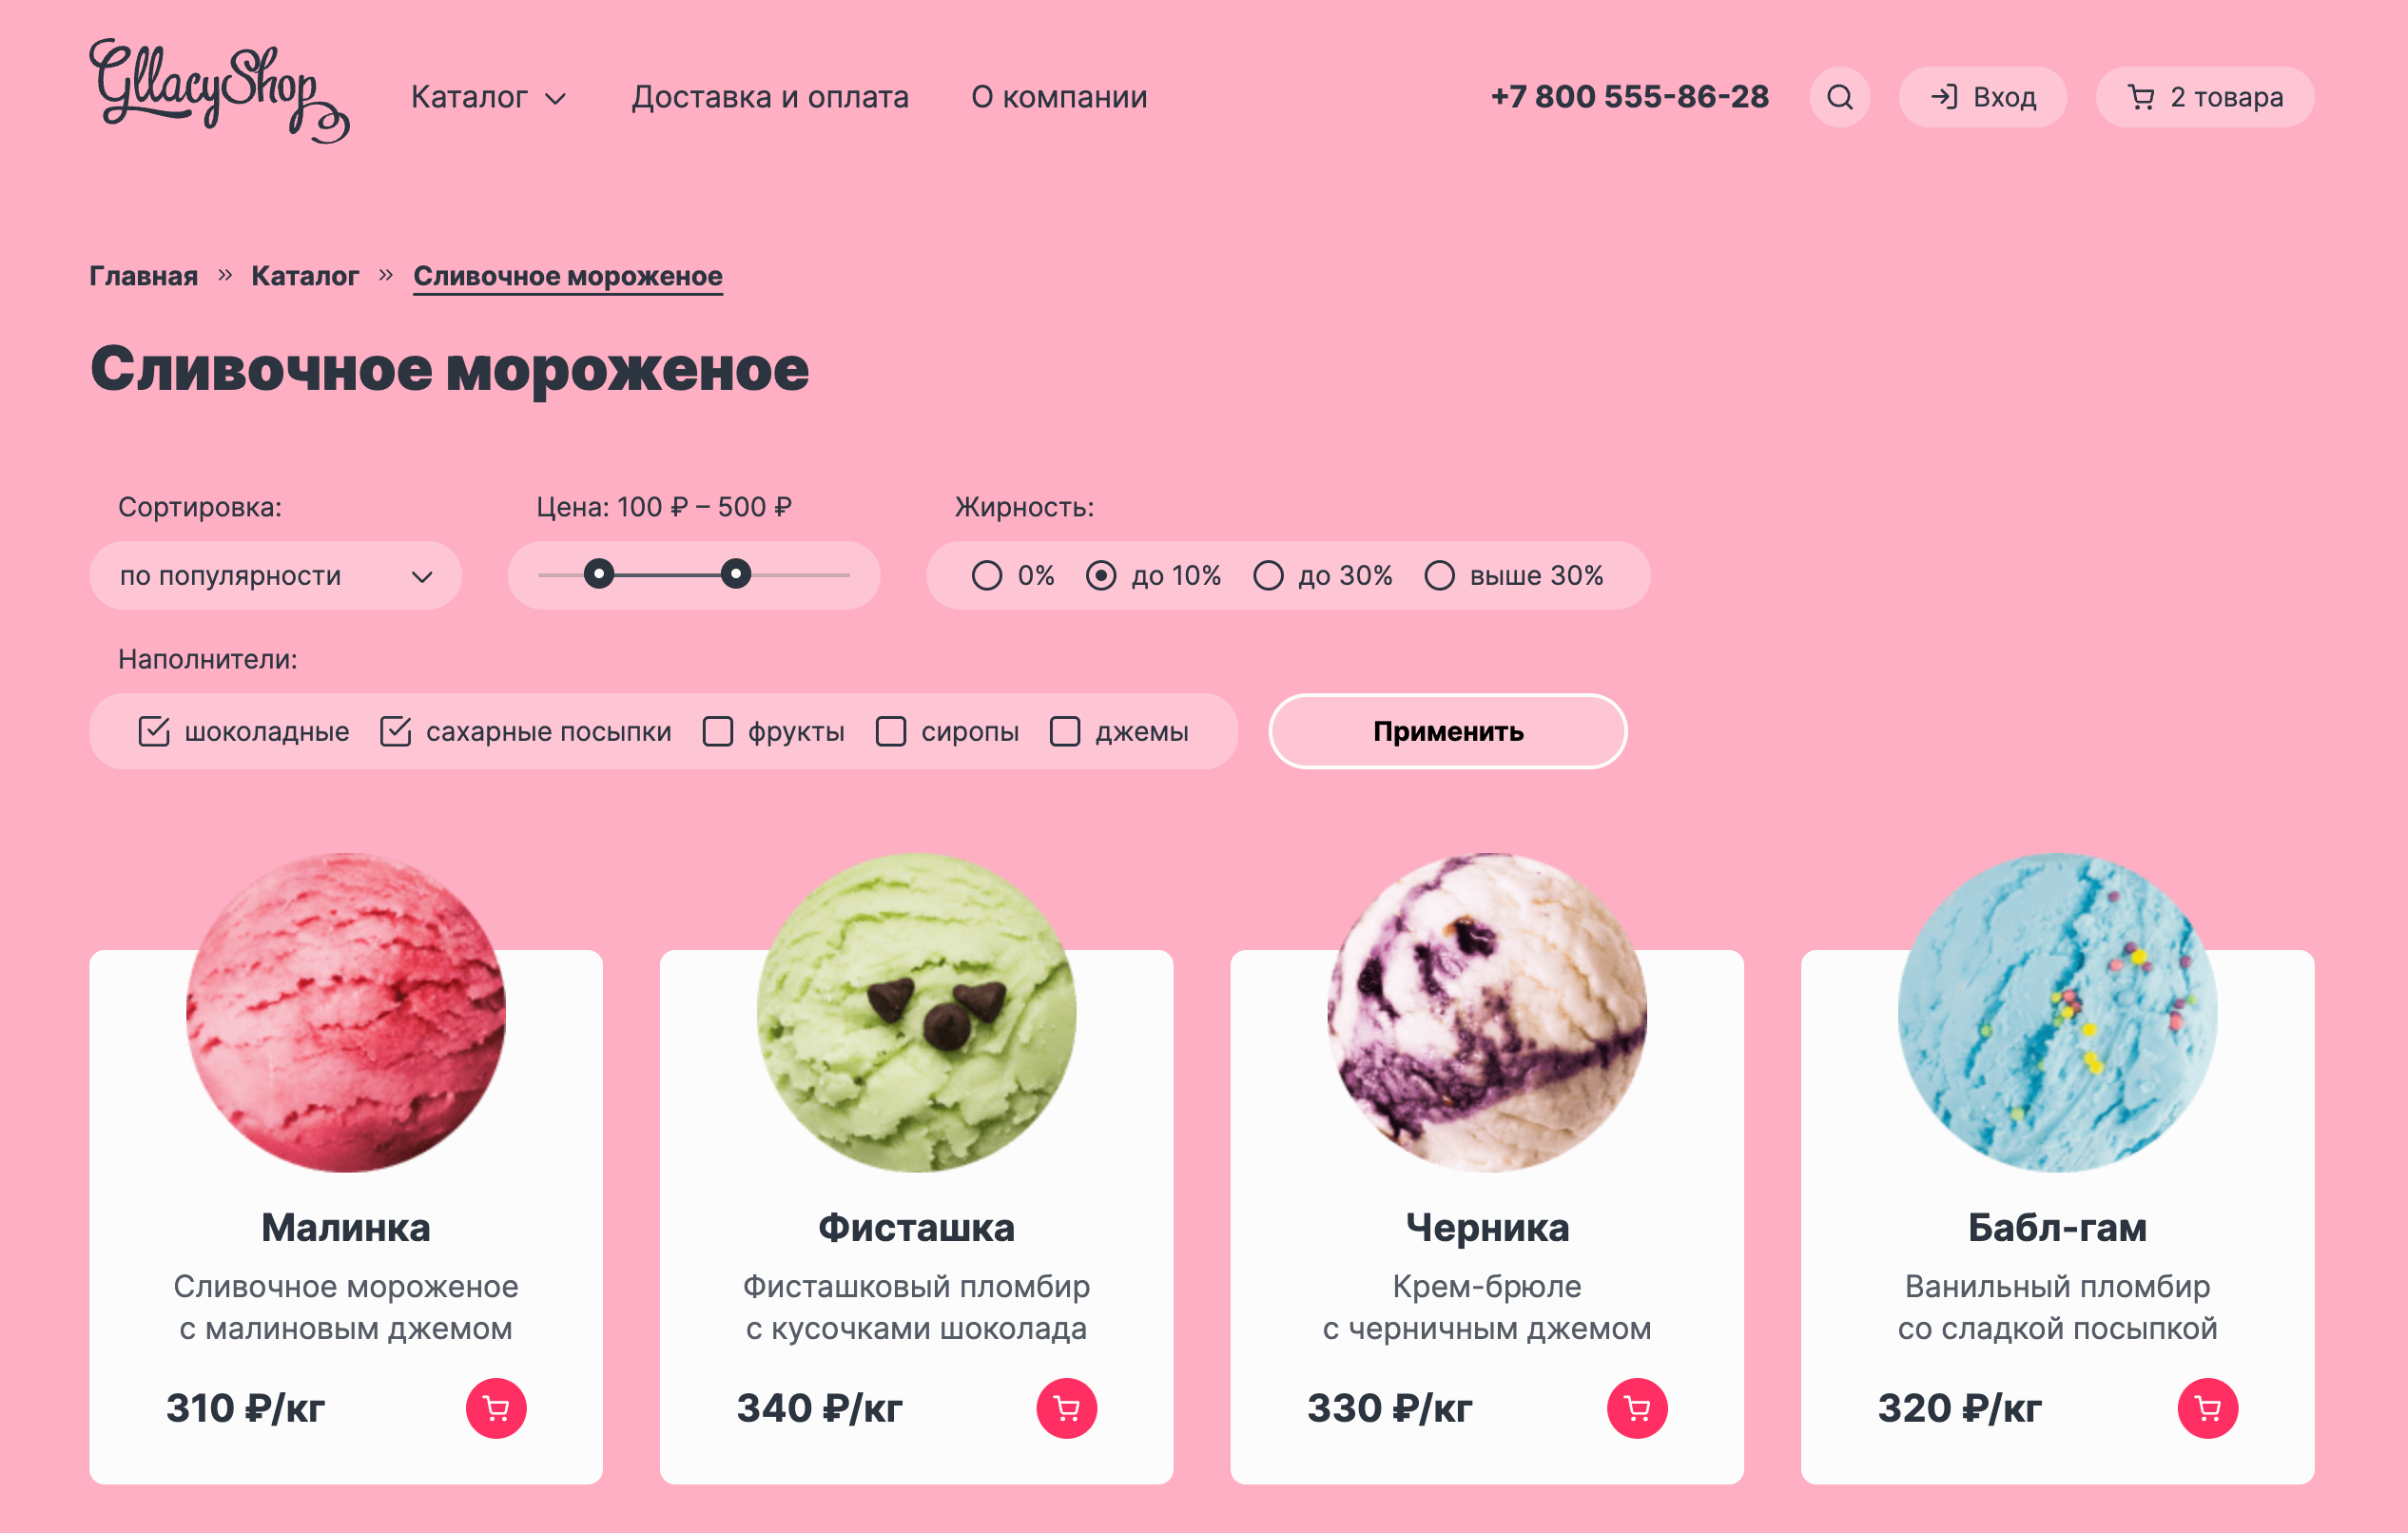 GllacyShop
Каталог
Доставка и оплата
О компании
+7 800 555-86-28
Вход
2 товара
Главная » Каталог » Сливочное мороженое
Сливочное мороженое
Сортировка:
Цена: 100 ₽ – 500 ₽
Жирность:
по популярности
0%
до 10%
до 30%
выше 30%
Наполнители:
шоколадные
сахарные посыпки
фрукты
сиропы
джемы
Применить
Малинка
Сливочное мороженое
с малиновым джемом
310 ₽/кг
Фисташка
Фисташковый пломбир
с кусочками шоколада
340 ₽/кг
Черника
Крем-брюле
с черничным джемом
330 ₽/кг
Бабл-гам
Ванильный пломбир
со сладкой посыпкой
320 ₽/кг